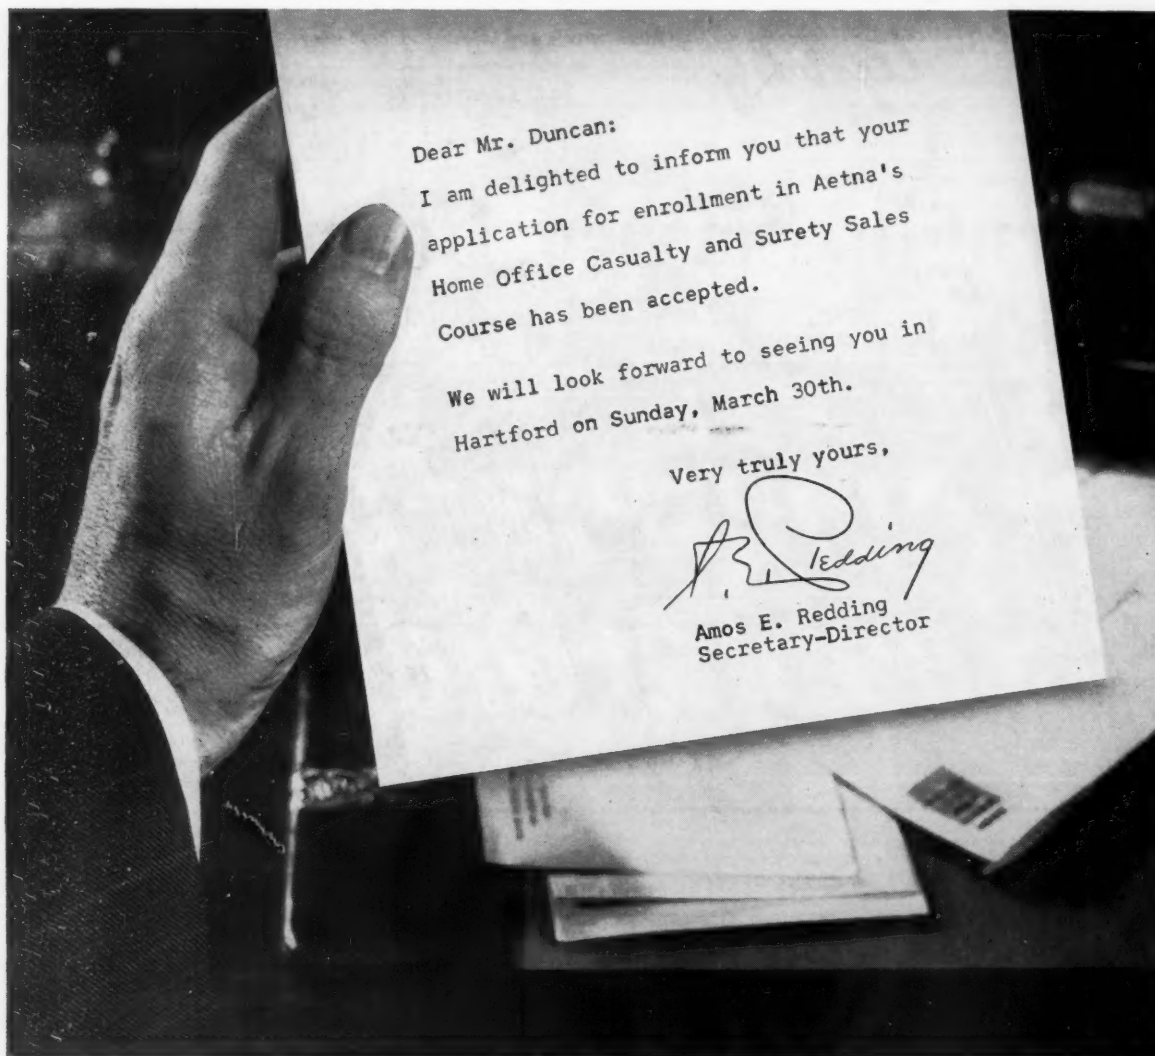 Dear Mr. Duncan:
I am delighted to inform you that your
application for enrollment in Aetna's
Home Office Casualty and Surety Sales
Course has been accepted.
We will look forward to seeing you in
Hartford on Sunday, March 30th.
Very truly yours,
A. E. Redding
Amos E. Redding
Secretary-Director